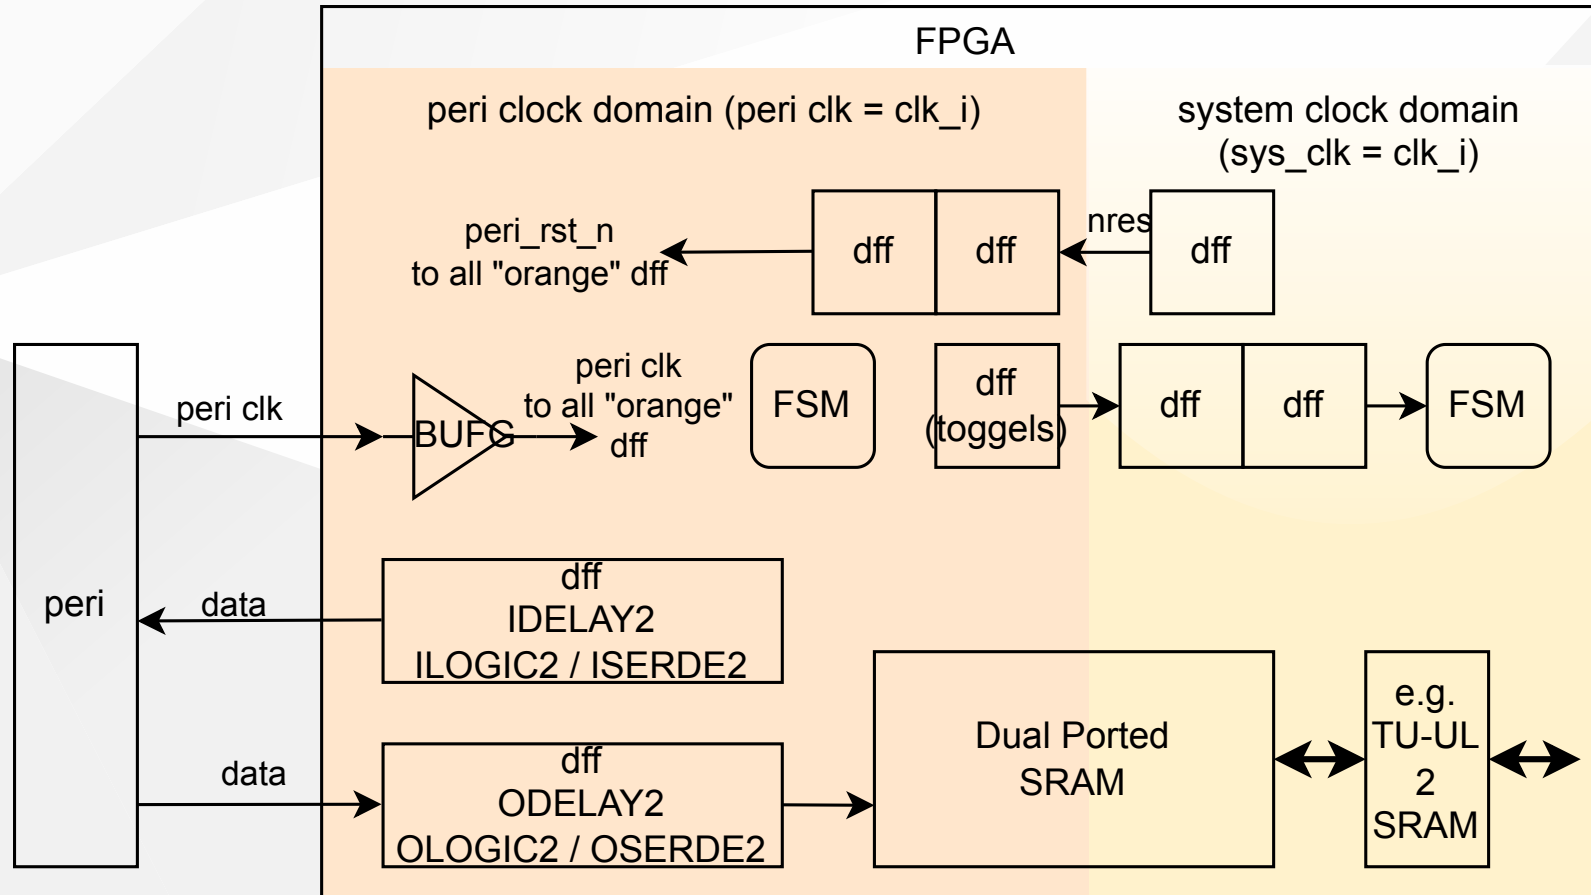 FPGA
peri clock domain (peri clk = clk_i)
system clock domain
(sys_clk = clk_i)
peri_rst_n
to all "orange" dff
dff
dff
nres
dff
peri clk
BUFG
peri clk
to all "orange"
dff
FSM
dff
(toggels)
dff
dff
FSM
peri
data
dff
IDELAY2
ILOGIC2 / ISERDE2
data
dff
ODELAY2
OLOGIC2 / OSERDE2
Dual Ported
SRAM
e.g.
TU-UL
2
SRAM